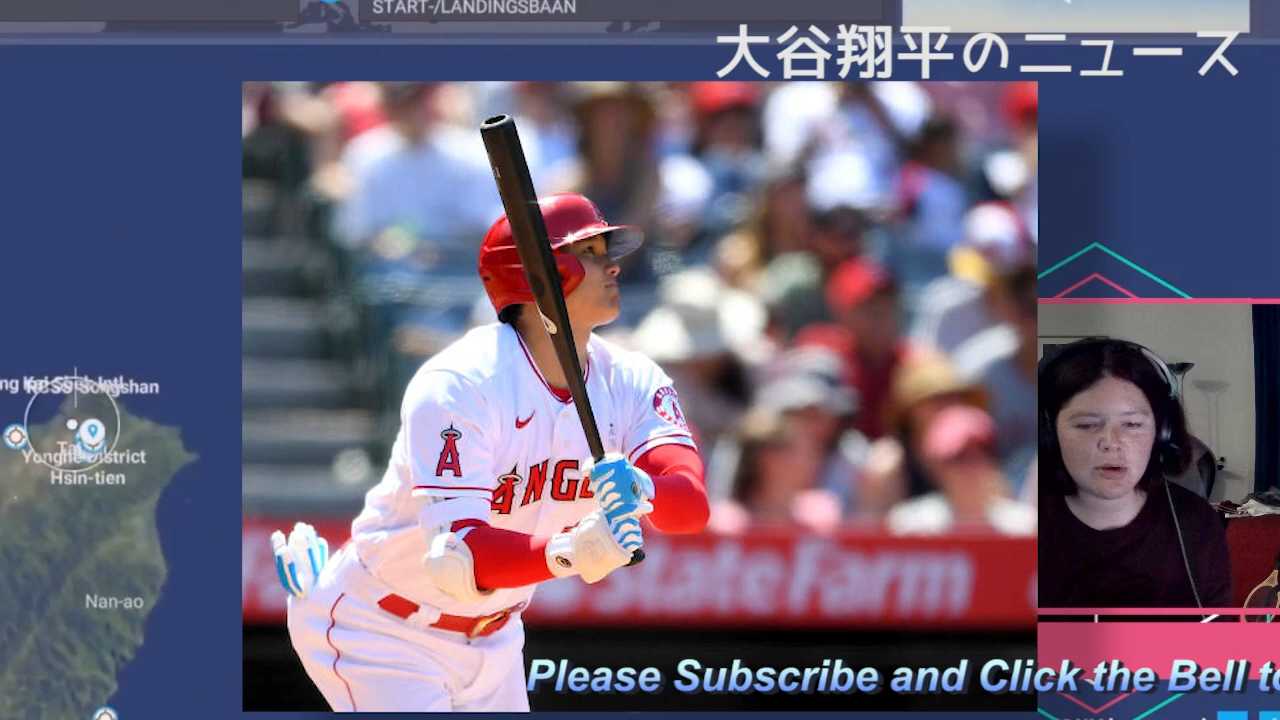 START-/LANDINGSBAAN
大谷翔平のニュース
Songshan
Yonghe District
Hsin-tien
Nan-ao
A
ANG
State Farm
Please Subscribe and Click the Bell to